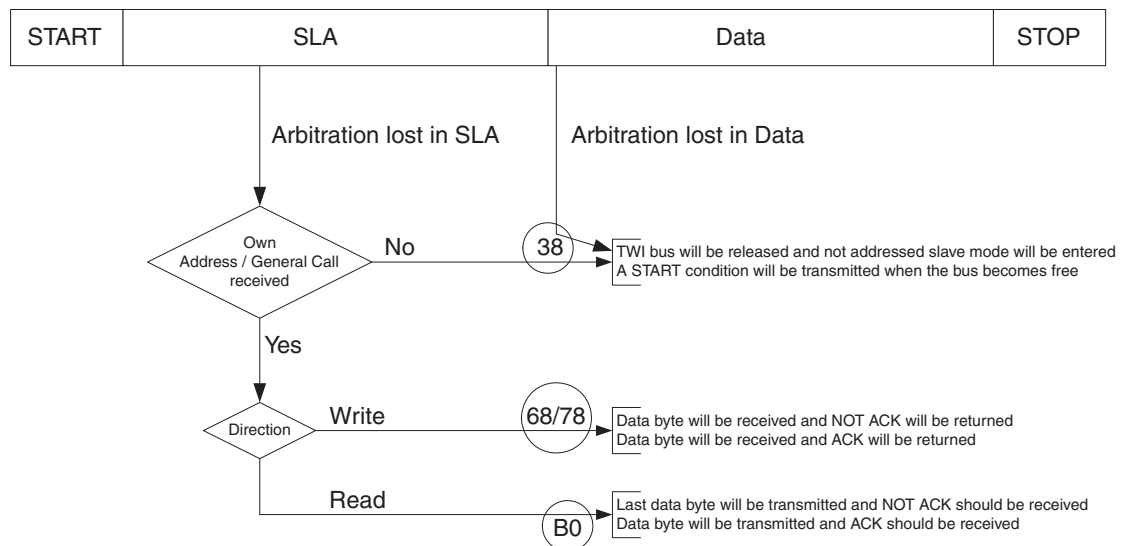 START SLA Data STOP
Arbitration lost in SLA Arbitration lost in Data
Own
Address / General Call
received
No
38
TWI bus will be released and not addressed slave mode will be entered
A START condition will be transmitted when the bus becomes free
Yes
Direction
Write
68/78
Data byte will be received and NOT ACK will be returned
Data byte will be received and ACK will be returned
Read
B0
Last data byte will be transmitted and NOT ACK should be received
Data byte will be transmitted and ACK should be received